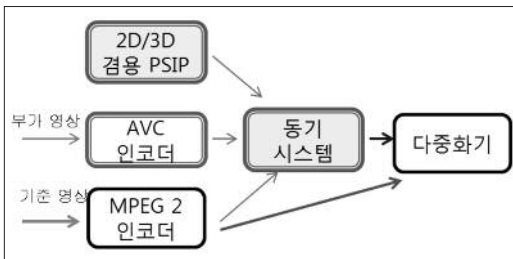 2D/3D
겸용 PSIP
부가 영상
AVC
인코더
동기
시스템
다중화기
기준 영상
MPEG 2
인코더